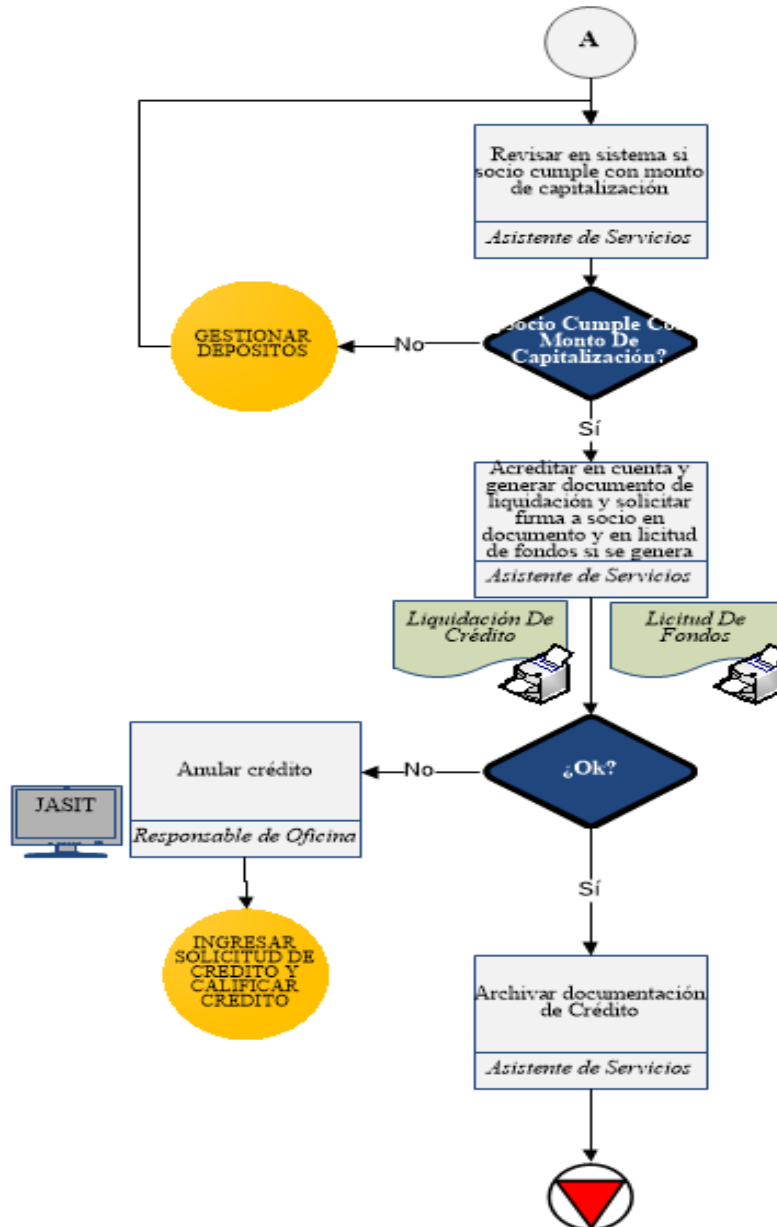 A
Revisar en sistema si
socio cumple con monto
de capitalización
Asistente de Servicios
Socio Cumple Con
Monto De
Capitalización?
No
GESTIONAR
DEPOSITOS
Sí
Acreditar en cuenta y
generar documento de
liquidación y solicitar
firma a socio en
documento y en licitud
de fondos si se genera
Asistente de Servicios
Liquidación De
Crédito
Licitud De
Fondos
¿Ok?
No
Anular crédito
Responsable de Oficina
JASIT
INGRESAR
SOLICITUD DE
CREDITO Y
CALIFICAR
CREDITO
Sí
Archivar documentación
de Crédito
Asistente de Servicios